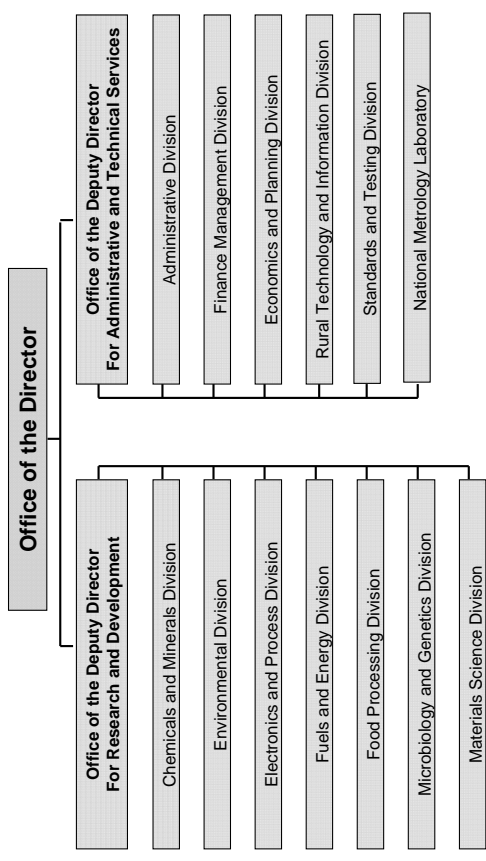 Office of the Director
Office of the Deputy Director
For Research and Development
Chemicals and Minerals Division
Environmental Division
Electronics and Process Division
Fuels and Energy Division
Food Processing Division
Microbiology and Genetics Division
Materials Science Division
Office of the Deputy Director
For Administrative and Technical Services
Administrative Division
Finance Management Division
Economics and Planning Division
Rural Technology and Information Division
Standards and Testing Division
National Metrology Laboratory